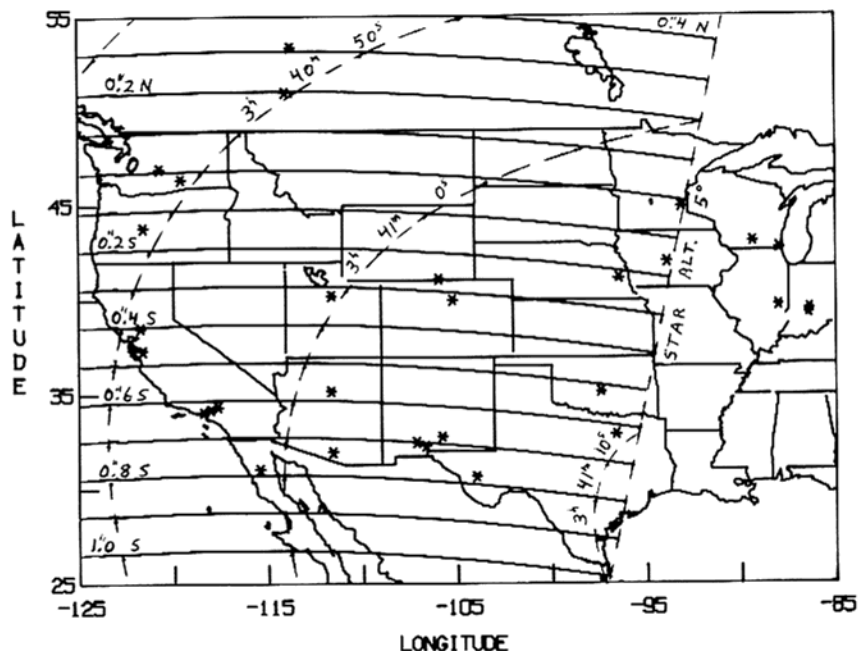 55
45
35
25
LATITUDE
-125
-115
-105
-95
-85
LONGITUDE
0".4 N
0".2 N
0".2 S
0".4 S
0".6 S
0".8 S
1".0 S
3h 40m 50s
3h 41m 0s
3h 41m 10s
STAR ALT. 5°